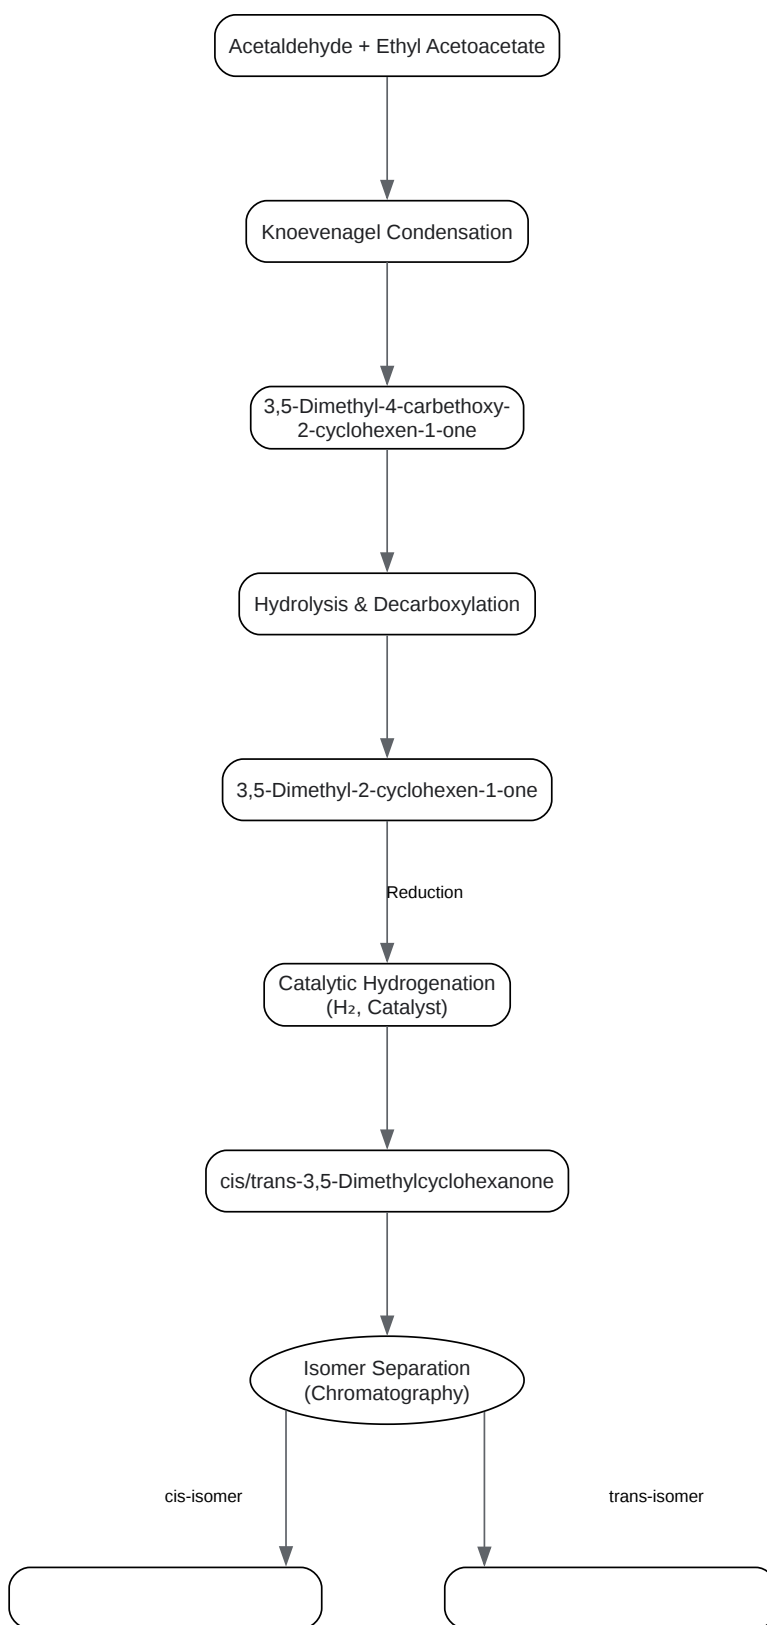 Acetaldehyde + Ethyl Acetoacetate
Knoevenagel Condensation
3,5-Dimethyl-4-carbethoxy-
2-cyclohexen-1-one
Hydrolysis & Decarboxylation
3,5-Dimethyl-2-cyclohexen-1-one
Reduction
Catalytic Hydrogenation
(H₂, Catalyst)
cis/trans-3,5-Dimethylcyclohexanone
Isomer Separation
(Chromatography)
cis-isomer
trans-isomer